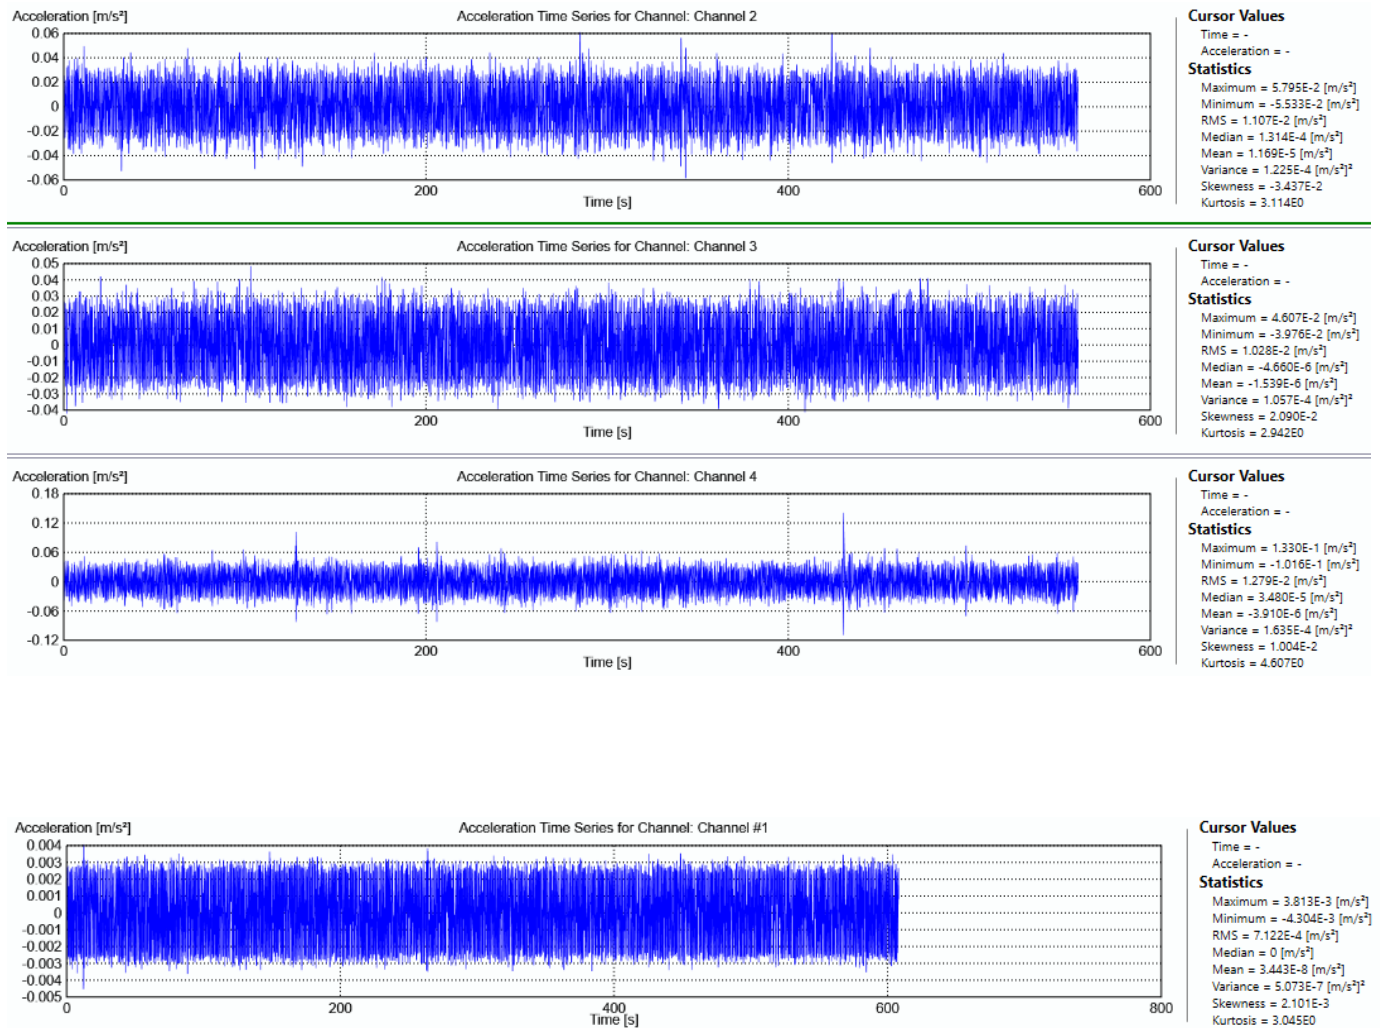 Acceleration [m/s²] Acceleration Time Series for Channel: Channel 2
0.06
0.04
0.02
0
-0.02
-0.04
-0.06
0 200 400 600
Time [s]
Cursor Values
Time = -
Acceleration = -
Statistics
Maximum = 5.795E-2 [m/s²]
Minimum = -5.533E-2 [m/s²]
RMS = 1.107E-2 [m/s²]
Median = 1.314E-4 [m/s²]
Mean = 1.169E-5 [m/s²]
Variance = 1.225E-4 [m/s²]²
Skewness = -3.437E-2
Kurtosis = 3.114E0
Acceleration [m/s²] Acceleration Time Series for Channel: Channel 3
0.05
0.04
0.03
0.02
0.01
0
-0.01
-0.02
-0.03
-0.04
0 200 400 600
Time [s]
Cursor Values
Time = -
Acceleration = -
Statistics
Maximum = 4.607E-2 [m/s²]
Minimum = -3.976E-2 [m/s²]
RMS = 1.028E-2 [m/s²]
Median = -4.660E-6 [m/s²]
Mean = -1.539E-6 [m/s²]
Variance = 1.057E-4 [m/s²]²
Skewness = 2.090E-2
Kurtosis = 2.942E0
Acceleration [m/s²] Acceleration Time Series for Channel: Channel 4
0.18
0.12
0.06
0
-0.06
-0.12
0 200 400 600
Time [s]
Cursor Values
Time = -
Acceleration = -
Statistics
Maximum = 1.330E-1 [m/s²]
Minimum = -1.016E-1 [m/s²]
RMS = 1.279E-2 [m/s²]
Median = 3.480E-5 [m/s²]
Mean = -3.910E-6 [m/s²]
Variance = 1.635E-4 [m/s²]²
Skewness = 1.004E-2
Kurtosis = 4.607E0
Acceleration [m/s²] Acceleration Time Series for Channel: Channel #1
0.004
0.003
0.002
0.001
0
-0.001
-0.002
-0.003
-0.004
-0.005
0 200 400 600 800
Time [s]
Cursor Values
Time = -
Acceleration = -
Statistics
Maximum = 3.813E-3 [m/s²]
Minimum = -4.304E-3 [m/s²]
RMS = 7.122E-4 [m/s²]
Median = 0 [m/s²]
Mean = 3.443E-8 [m/s²]
Variance = 5.073E-7 [m/s²]²
Skewness = 2.101E-3
Kurtosis = 3.045E0